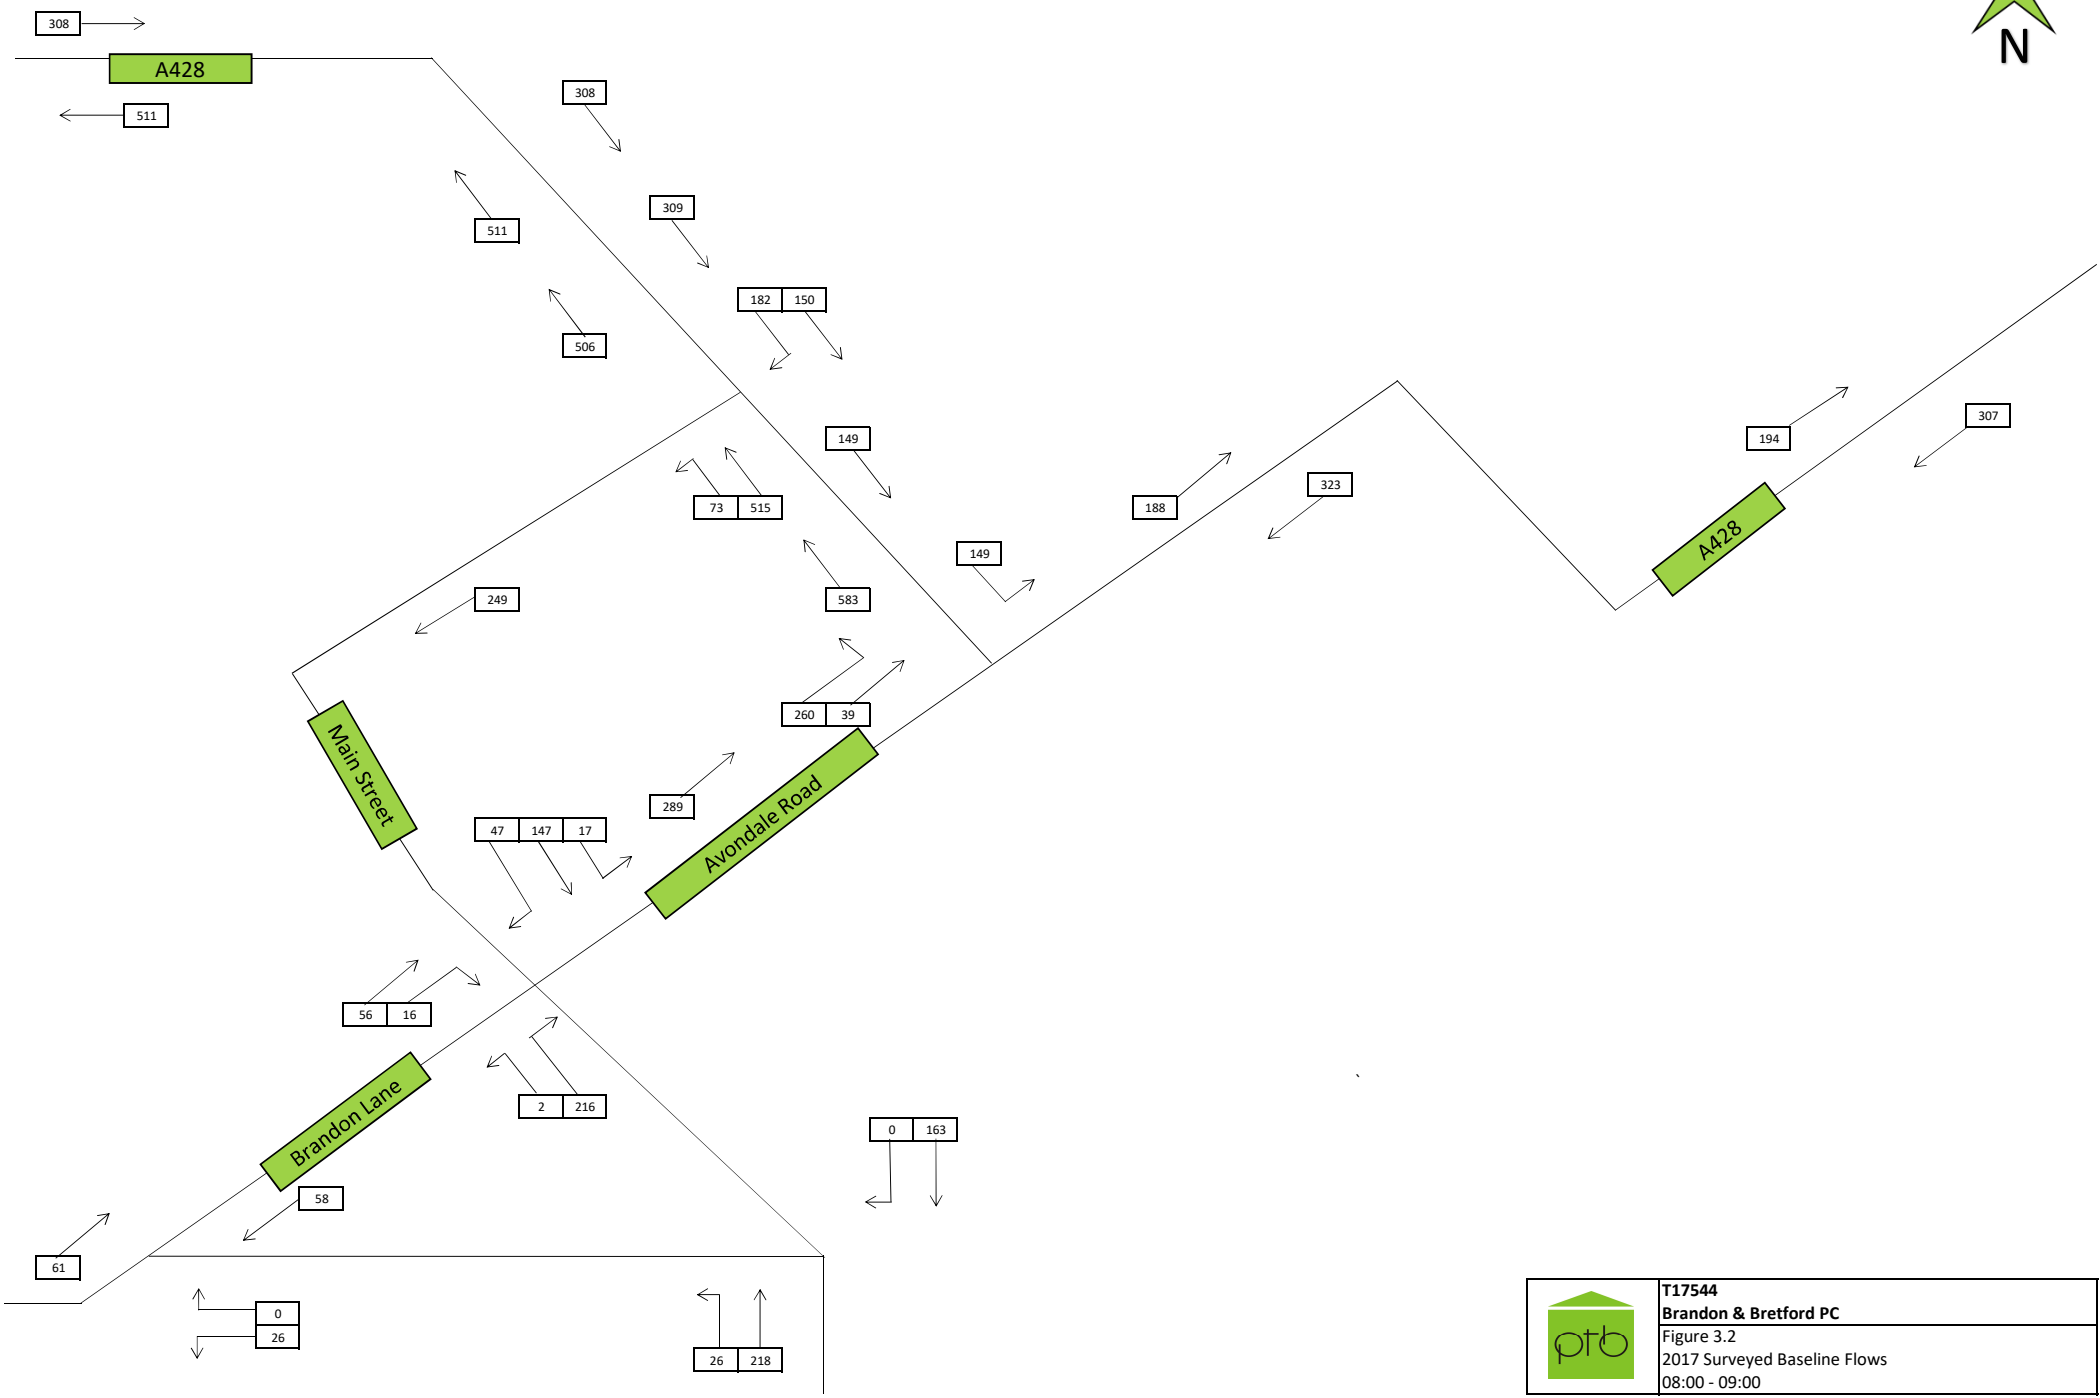 308
N
A428
308
511
309
511
182 150
506
149
307
194
323
73 515
188
A428
149
249
583
260 39
Main Street
289
Avondale Road
47 147 17
56 16
Brandon Lane
2 216
0 163
58
61
0
26
26 218
`
T17544
Brandon & Bretford PC
ptb
Figure 3.2
2017 Surveyed Baseline Flows
08:00 - 09:00